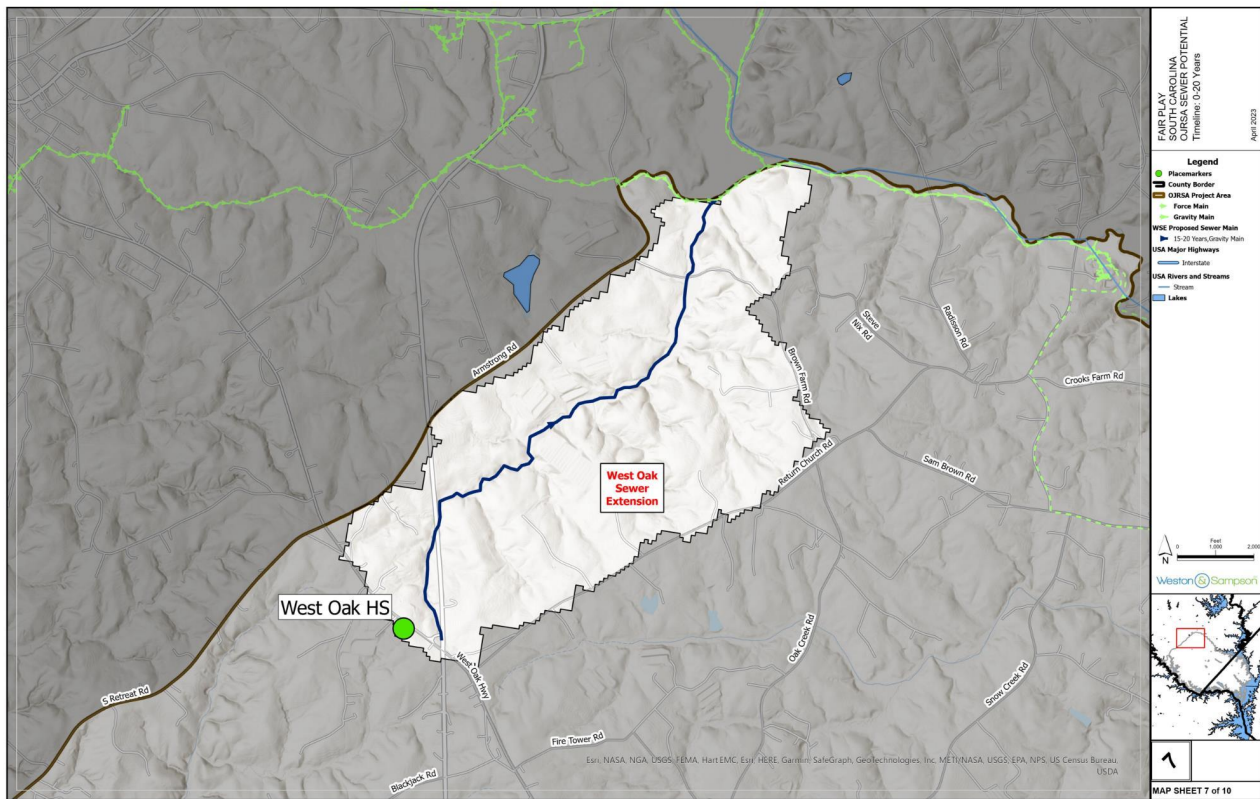 FAIR PLAY
SOUTH CAROLINA
OJRSA SEWER POTENTIAL
Timeline: 0-20 Years
April 2023
Legend
Placemarkers
County Border
OJRSA Project Area
Force Main
Gravity Main
WSE Proposed Sewer Main
15-20 Years,Gravity Main
USA Major Highways
Interstate
USA Rivers and Streams
Stream
Lakes
Armstrong Rd
Steve
Nix Rd
Radisson Rd
Brown Farm Rd
Crooks Farm Rd
Return Church Rd
Sam Brown Rd
West Oak
Sewer
Extension
West Oak HS
West Oak Hwy
Oak Creek Rd
Snow Creek Rd
S Retreat Rd
Fire Tower Rd
Blackjack Rd
Esri, NASA, NGA, USGS, FEMA, Hart EMC, Esri, HERE, Garmin, SafeGraph, GeoTechnologies, Inc, METI/NASA, USGS, EPA, NPS, US Census Bureau,
USDA
Feet
0 1,000 2,000
N
Weston & Sampson
7
MAP SHEET 7 of 10